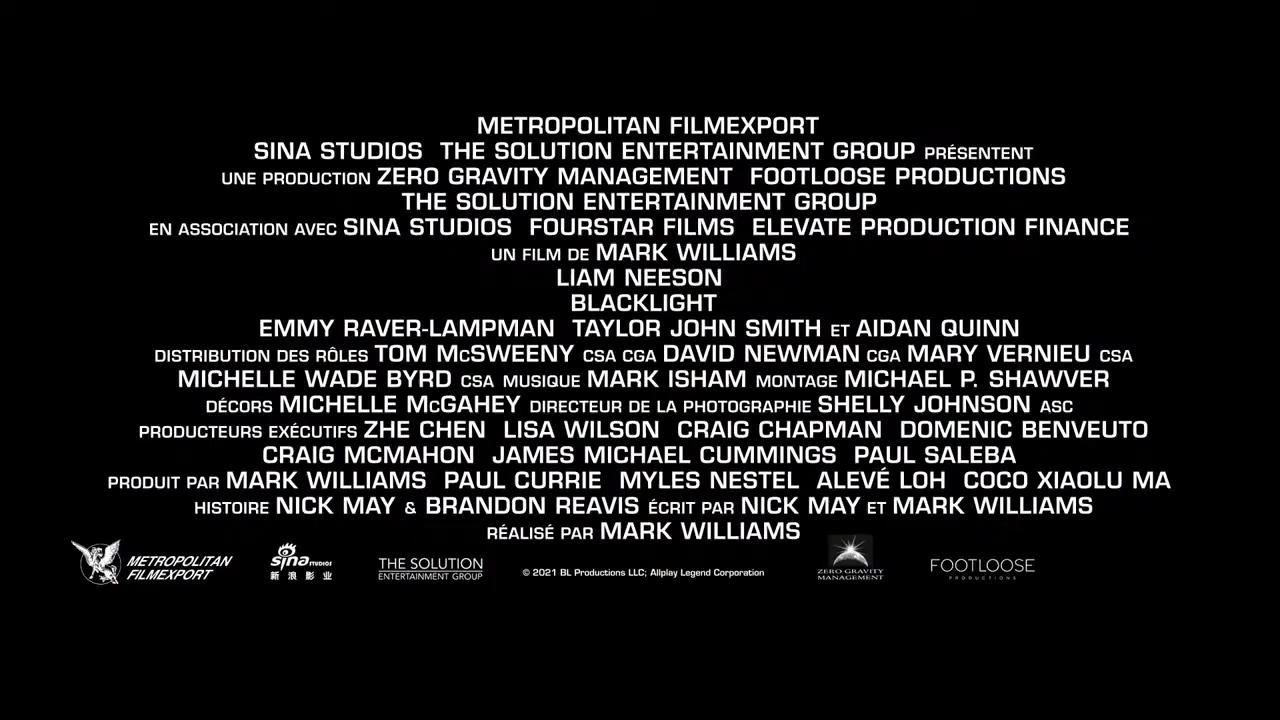 METROPOLITAN FILMEXPORT
SINA STUDIOS THE SOLUTION ENTERTAINMENT GROUP PRÉSENTENT
UNE PRODUCTION ZERO GRAVITY MANAGEMENT FOOTLOOSE PRODUCTIONS
THE SOLUTION ENTERTAINMENT GROUP
EN ASSOCIATION AVEC SINA STUDIOS FOURSTAR FILMS ELEVATE PRODUCTION FINANCE
UN FILM DE MARK WILLIAMS
LIAM NEESON
BLACKLIGHT
EMMY RAVER-LAMPMAN TAYLOR JOHN SMITH ET AIDAN QUINN
DISTRIBUTION DES RÔLES TOM McSWEENY CSA CGA DAVID NEWMAN CGA MARY VERNIEU CSA
MICHELLE WADE BYRD CSA MUSIQUE MARK ISHAM MONTAGE MICHAEL P. SHAWVER
DÉCORS MICHELLE McGAHEY DIRECTEUR DE LA PHOTOGRAPHIE SHELLY JOHNSON ASC
PRODUCTEURS EXÉCUTIFS ZHE CHEN LISA WILSON CRAIG CHAPMAN DOMENIC BENVEUTO
CRAIG MCMAHON JAMES MICHAEL CUMMINGS PAUL SALEBA
PRODUIT PAR MARK WILLIAMS PAUL CURRIE MYLES NESTEL ALEVÉ LOH COCO XIAOLU MA
HISTOIRE NICK MAY & BRANDON REAVIS ÉCRIT PAR NICK MAY ET MARK WILLIAMS
RÉALISÉ PAR MARK WILLIAMS
METROPOLITAN
FILMEXPORT
sina STUDIOS
新浪影业
THE SOLUTION
ENTERTAINMENT GROUP
© 2021 BL Productions LLC; Allplay Legend Corporation
ZERO GRAVITY
MANAGEMENT
FOOTLOOSE
PRODUCTIONS